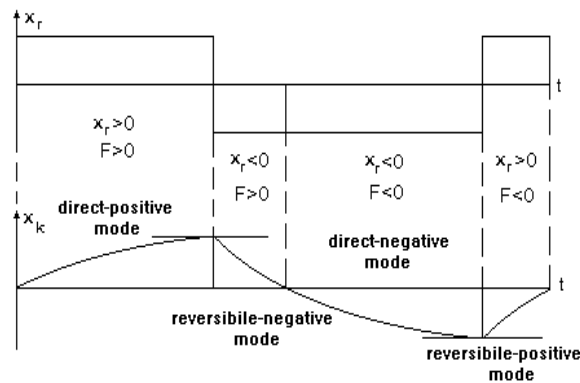 x_r
t
x_r>0
F>0
x_r<0
F>0
x_r<0
F<0
x_r>0
F<0
x_k
direct-positive
mode
direct-negative
mode
t
reversibile-negative
mode
reversibile-positive
mode